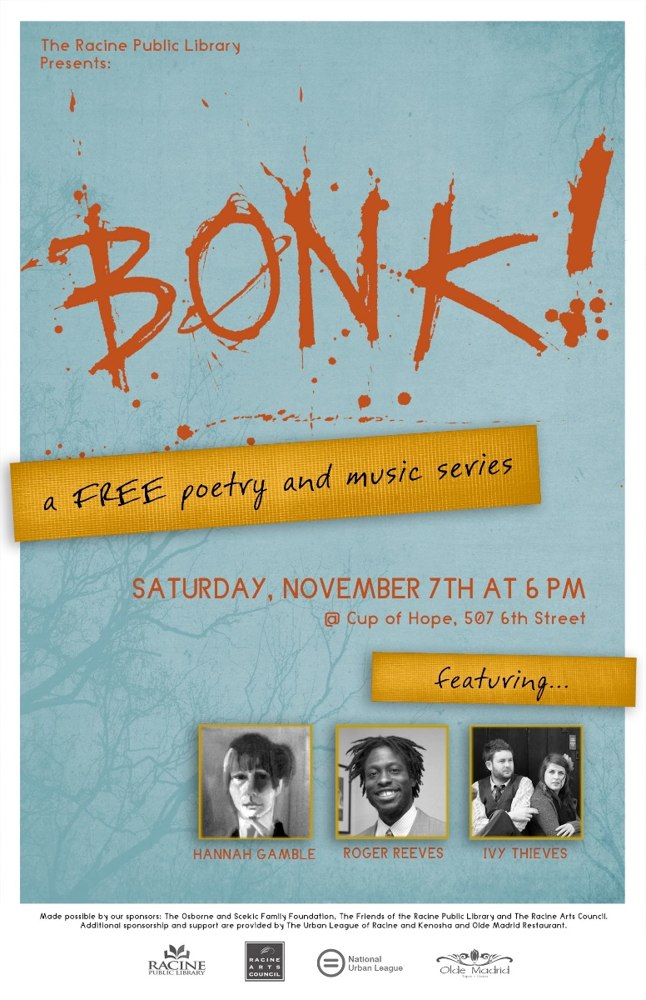 The Racine Public Library
Presents:
BONK!
a FREE poetry and music series
SATURDAY, NOVEMBER 7TH AT 6 PM
@ Cup of Hope, 507 6th Street
featuring...
HANNAH GAMBLE
ROGER REEVES
IVY THIEVES
Made possible by our sponsors: The Osborne and Scekic Family Foundation, The Friends of the Racine Public Library and The Racine Arts Council.
Additional sponsorship and support are provided by The Urban League of Racine and Kenosha and Olde Madrid Restaurant.
RACINE
PUBLIC LIBRARY
RACINE
ARTS
COUNCIL
National
Urban League
Olde Madrid